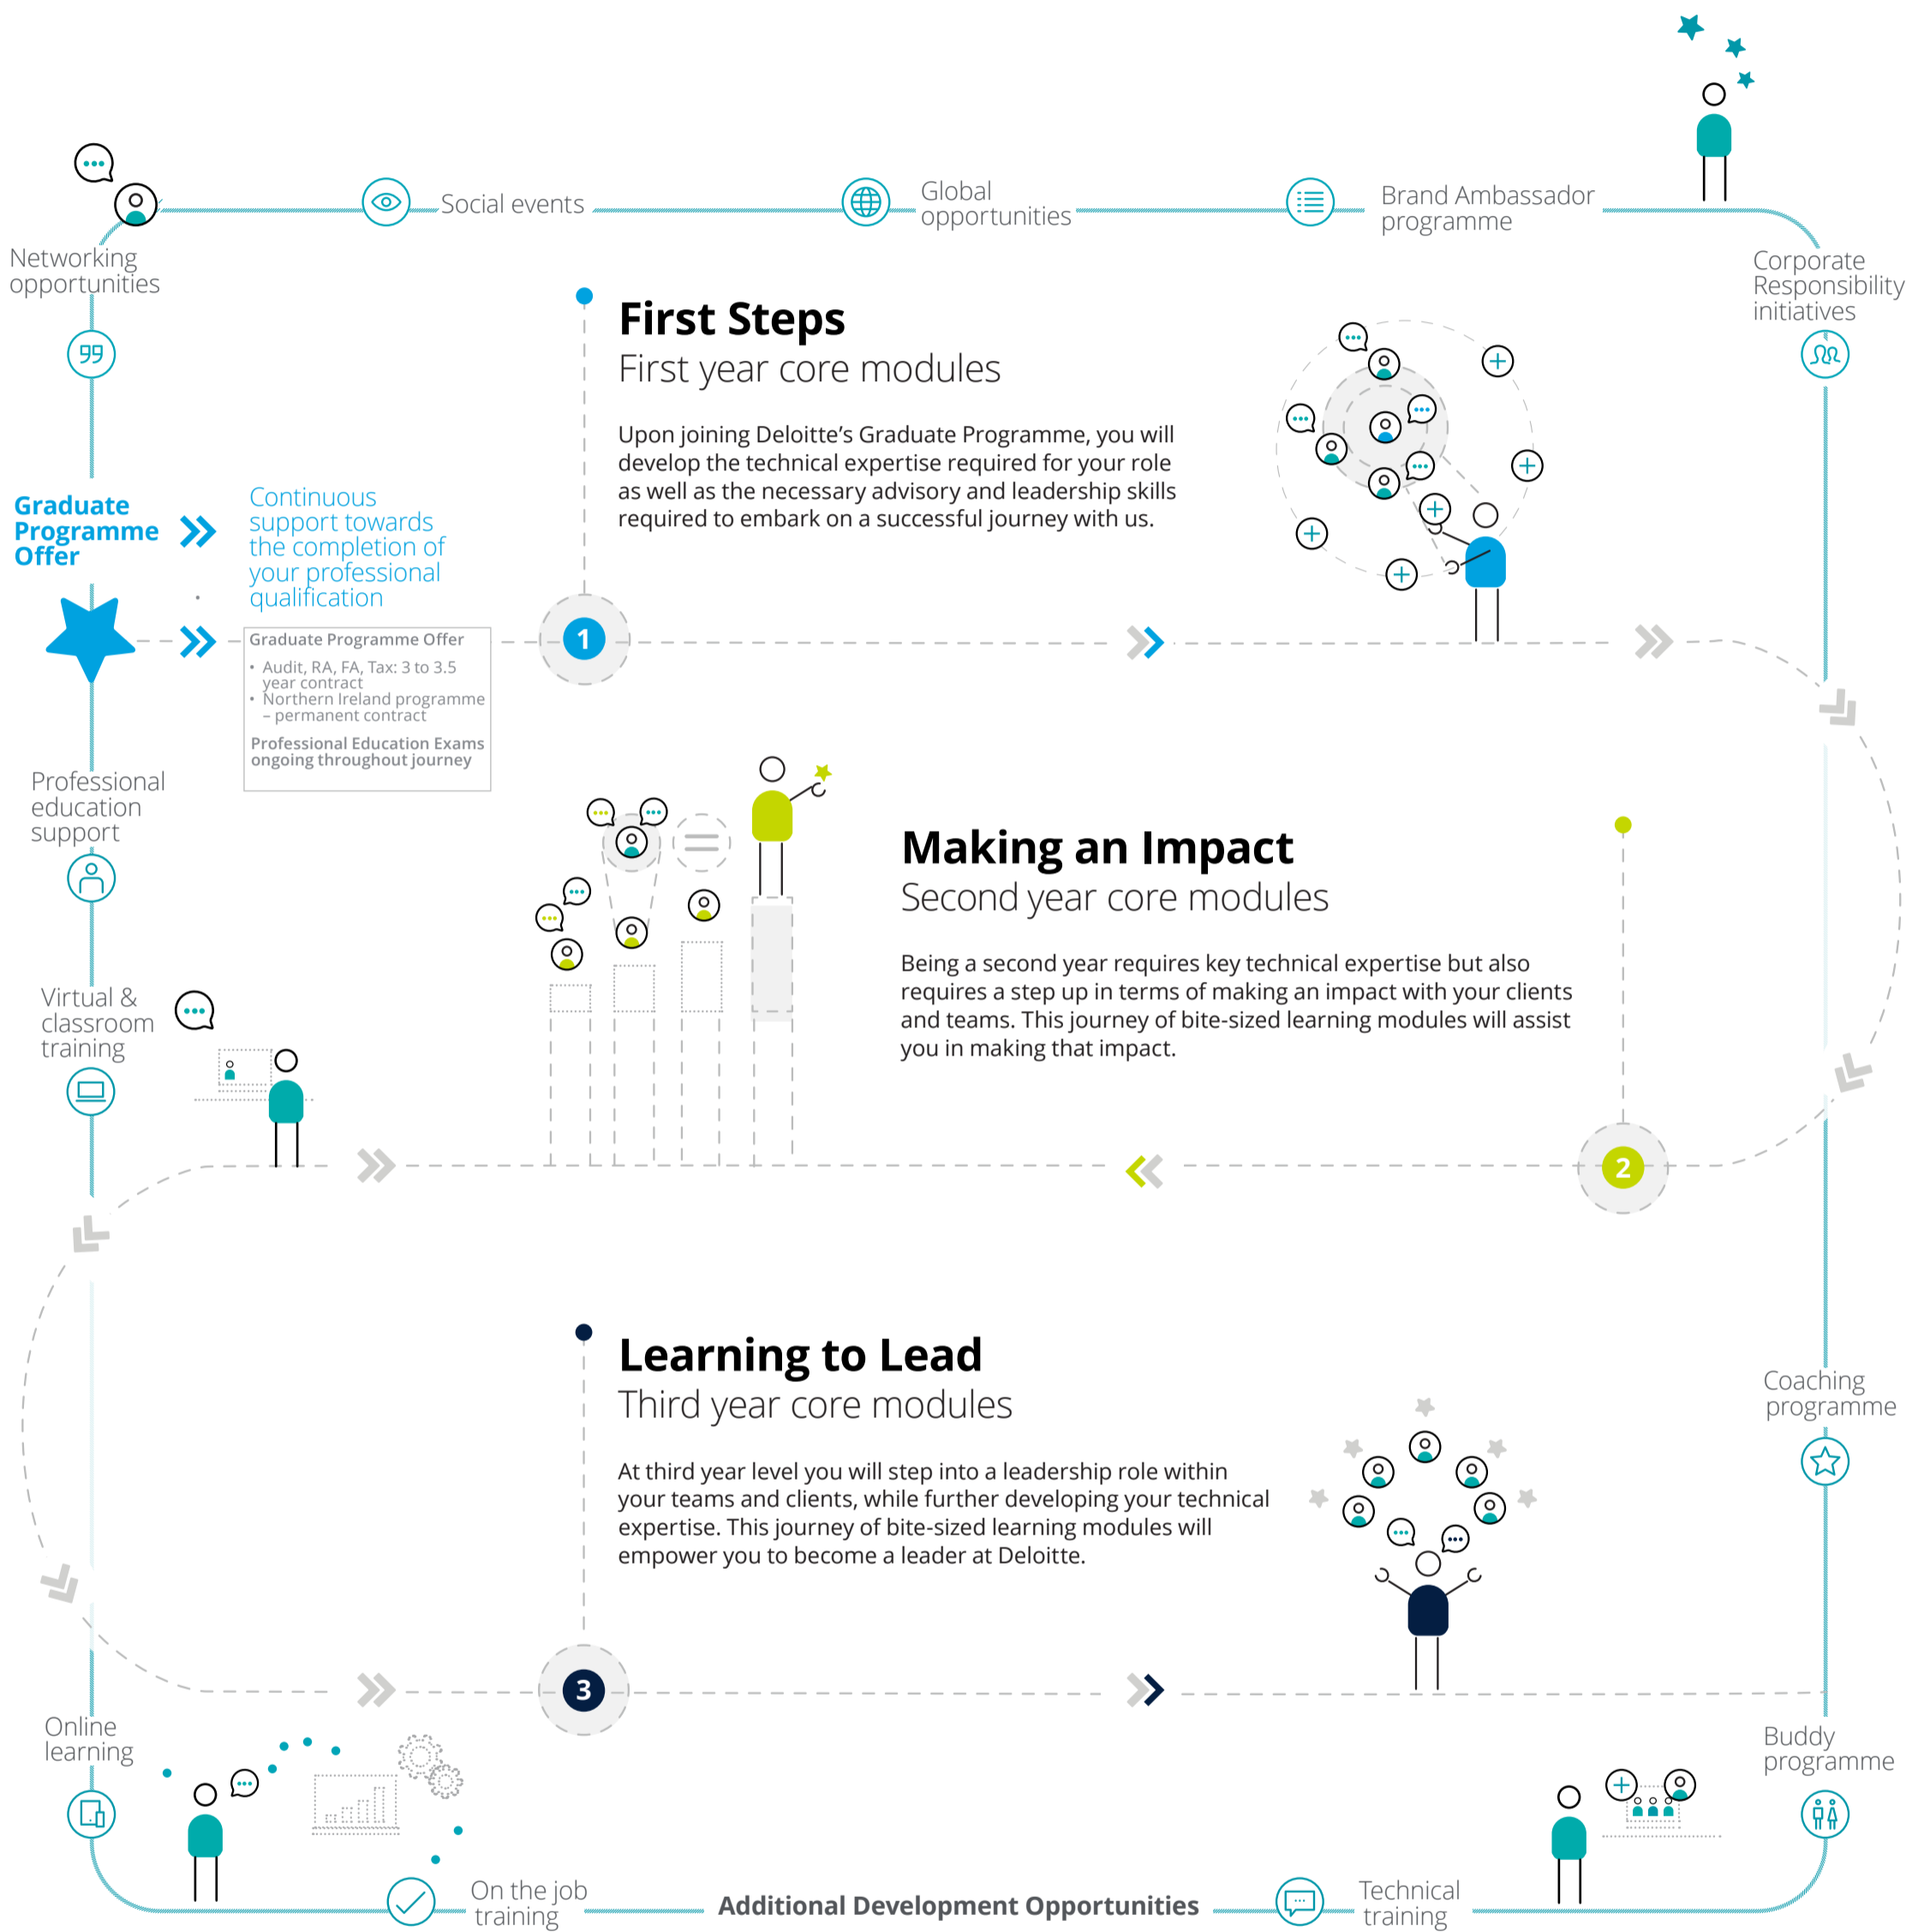 Social events
Global
opportunities
Brand Ambassador
programme
Networking
opportunities
Corporate
Responsibility
initiatives
First Steps
First year core modules
Upon joining Deloitte’s Graduate Programme, you will
develop the technical expertise required for your role
as well as the necessary advisory and leadership skills
required to embark on a successful journey with us.
Graduate
Programme
Offer
Continuous
support towards
the completion of
your professional
qualification
1
Graduate Programme Offer
• Audit, RA, FA, Tax: 3 to 3.5
year contract
• Northern Ireland programme
– permanent contract
Professional Education Exams
ongoing throughout journey
Professional
education
support
Making an Impact
Second year core modules
Being a second year requires key technical expertise but also
requires a step up in terms of making an impact with your clients
and teams. This journey of bite-sized learning modules will assist
you in making that impact.
Virtual &
classroom
training
2
Learning to Lead
Third year core modules
At third year level you will step into a leadership role within
your teams and clients, while further developing your technical
expertise. This journey of bite-sized learning modules will
empower you to become a leader at Deloitte.
Coaching
programme
3
Online
learning
Buddy
programme
On the job
training
Additional Development Opportunities
Technical
training